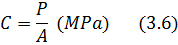 C = P/A (MPa) (3.6)